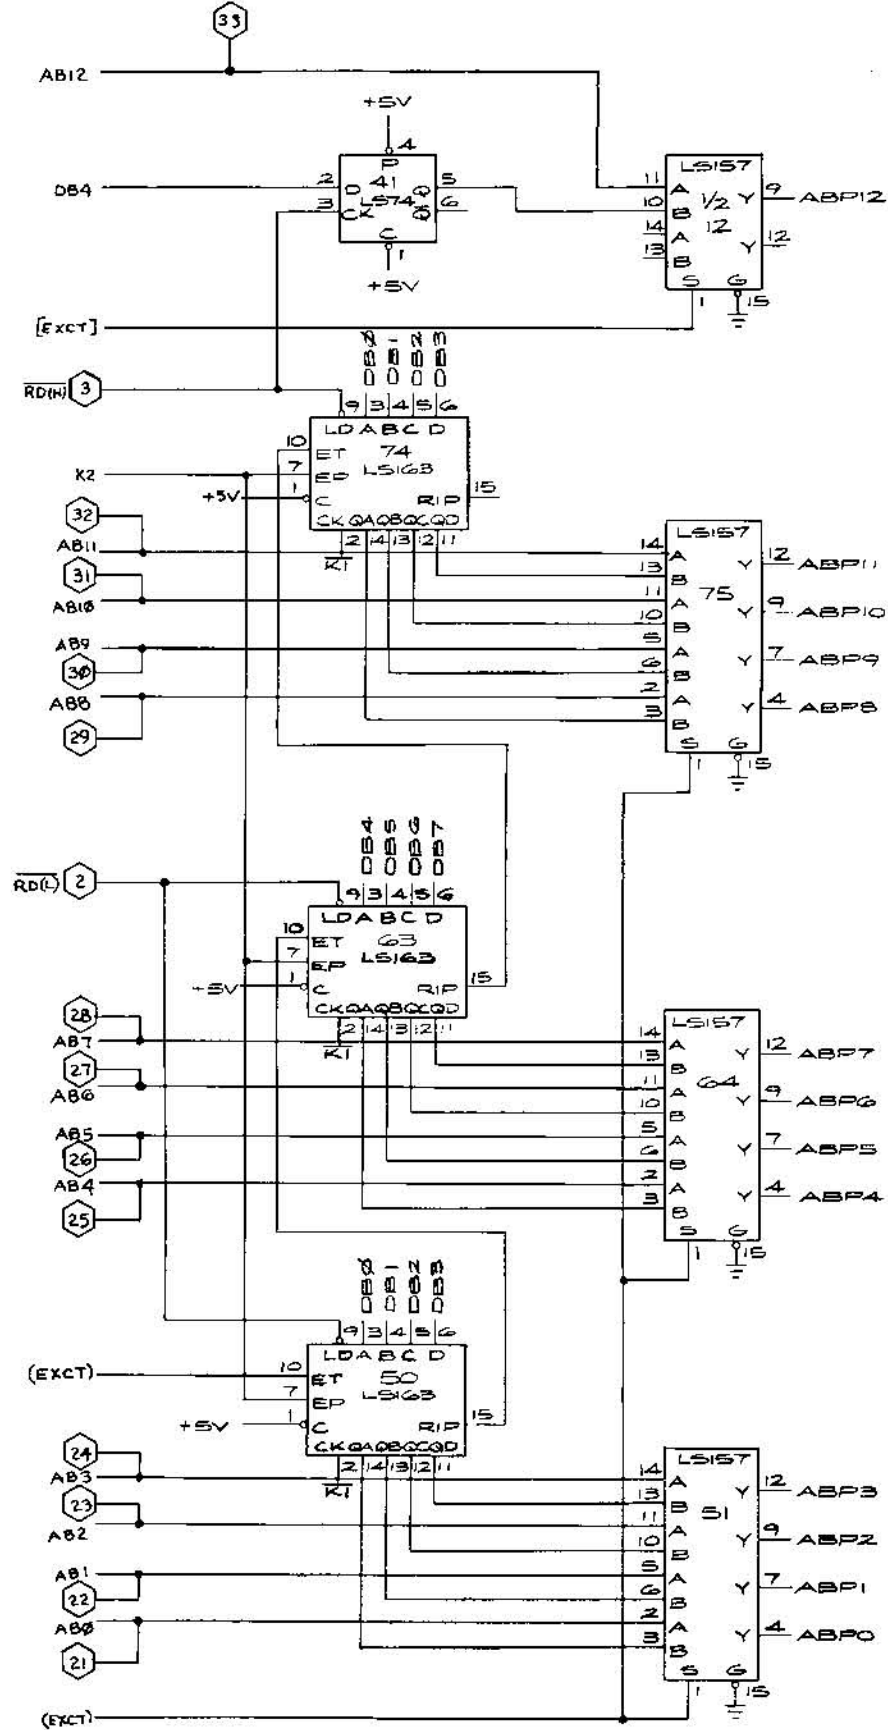 33
AB12
+5V
4
P
DB4
2
D
41
Q
5
LS74
3
CK
Q
6
C
1
+5V
LS157
11
A
1/2
Y
9
ABP12
10
B
12
14
A
Y
12
13
B
S
G
1
15
[EXCT]
DBØ
DB1
DB2
DB3
RD(H)
3
9
3
4
5
6
LD A B C D
10
ET
74
K2
7
EP
LS163
+5V
1
C
RIP
15
32
CK QA QB QC QD
AB11
2
14
13
12
11
K1
31
AB10
AB9
30
AB8
29
LS157
14
A
Y
12
ABP11
13
B
75
11
A
Y
9
ABP10
10
B
5
A
Y
7
ABP9
6
B
2
A
Y
4
ABP8
3
B
S
G
1
15
DB4
DB5
DB6
DB7
RD(L)
2
9
3
4
5
6
LD A B C D
10
ET
63
7
EP
LS163
+5V
1
C
RIP
15
28
CK QA QB QC QD
AB7
2
14
13
12
11
K1
27
AB6
AB5
26
AB4
25
LS157
14
A
Y
12
ABP7
13
B
64
11
A
Y
9
ABP6
10
B
5
A
Y
7
ABP5
6
B
2
A
Y
4
ABP4
3
B
S
G
1
15
DBØ
DB1
DB2
DB3
9
3
4
5
6
LD A B C D
(EXCT)
10
ET
50
7
EP
LS163
+5V
1
C
RIP
15
24
CK QA QB QC QD
AB3
2
14
13
12
11
K1
23
AB2
AB1
22
ABØ
21
LS157
14
A
Y
12
ABP3
13
B
51
11
A
Y
9
ABP2
10
B
5
A
Y
7
ABP1
6
B
2
A
Y
4
ABP0
3
B
S
G
1
15
(EXCT)